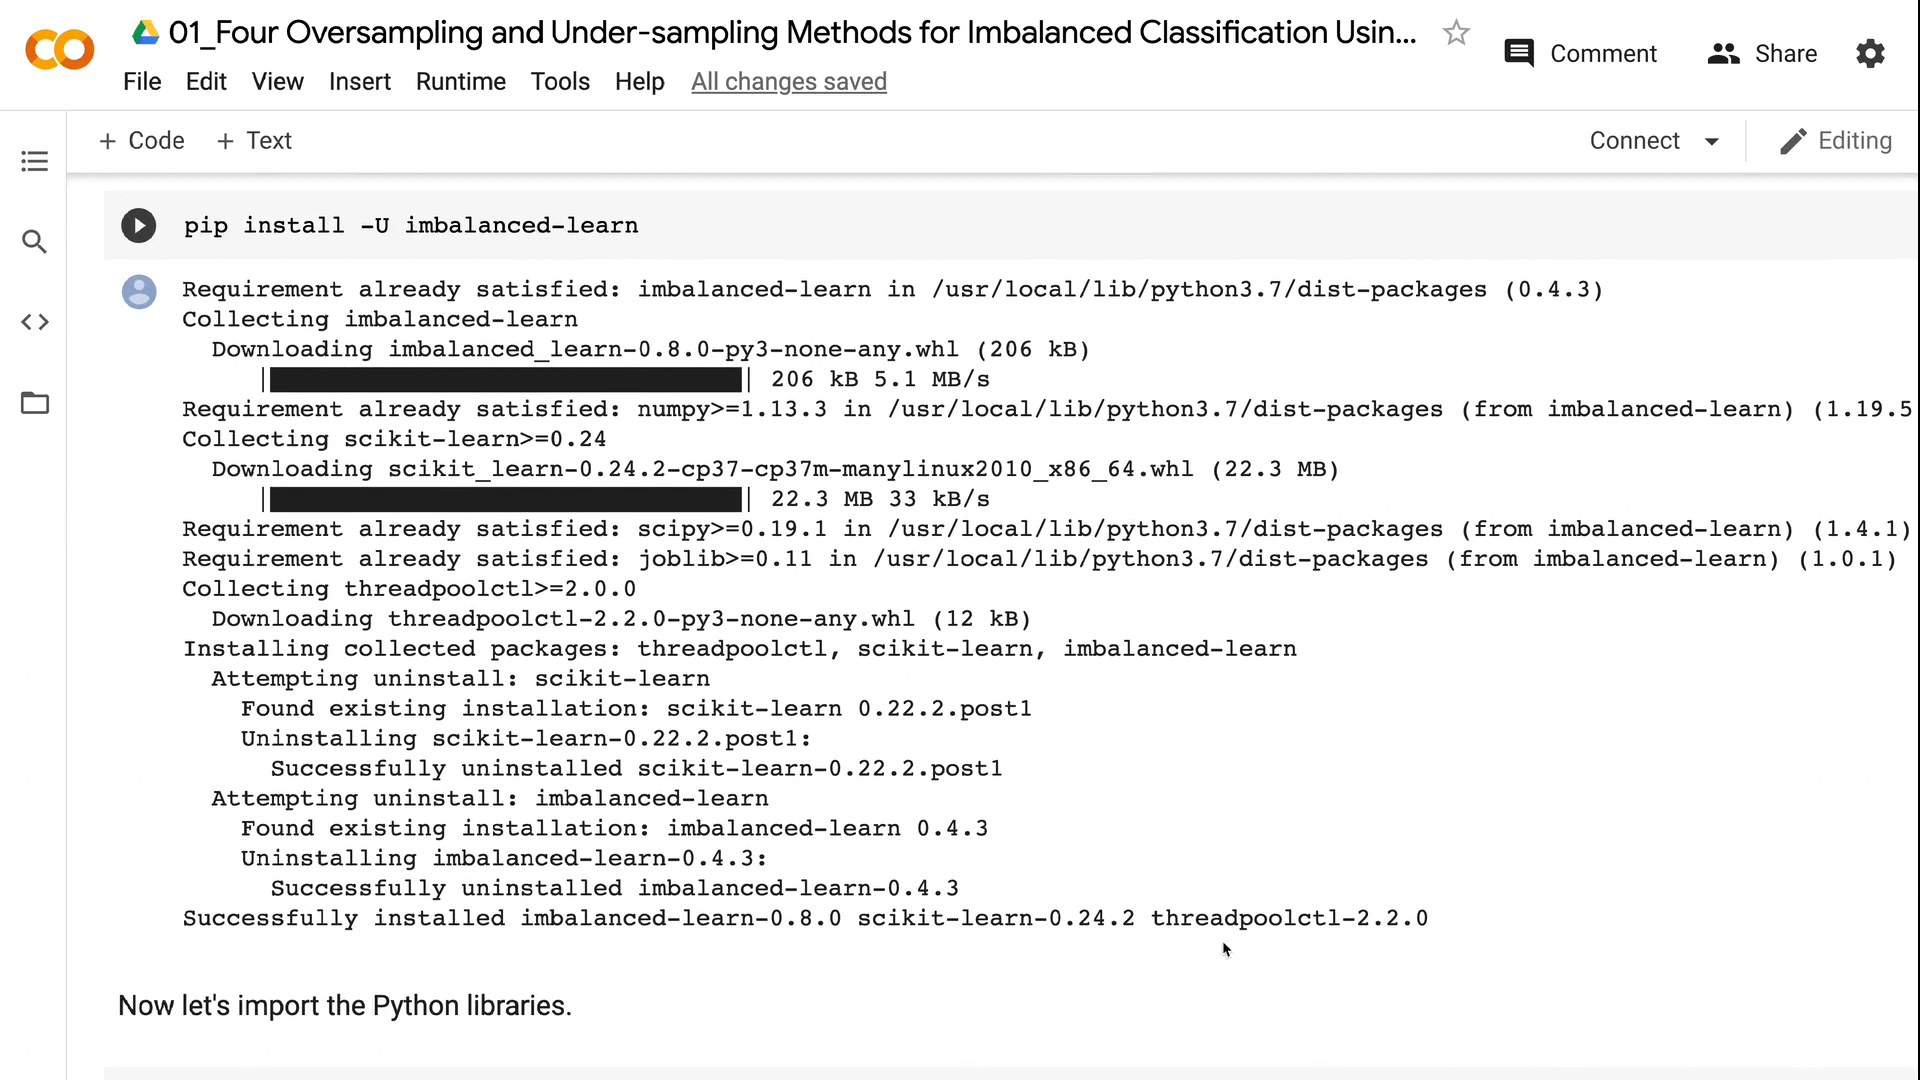 01_Four Oversampling and Under-sampling Methods for Imbalanced Classification Usin...
Comment
Share
File Edit View Insert Runtime Tools Help All changes saved
+ Code + Text
Connect
Editing
pip install -U imbalanced-learn
Requirement already satisfied: imbalanced-learn in /usr/local/lib/python3.7/dist-packages (0.4.3)
Collecting imbalanced-learn
Downloading imbalanced_learn-0.8.0-py3-none-any.whl (206 kB)
|████████████████████████████████| 206 kB 5.1 MB/s
Requirement already satisfied: numpy>=1.13.3 in /usr/local/lib/python3.7/dist-packages (from imbalanced-learn) (1.19.5
Collecting scikit-learn>=0.24
Downloading scikit_learn-0.24.2-cp37-cp37m-manylinux2010_x86_64.whl (22.3 MB)
|████████████████████████████████| 22.3 MB 33 kB/s
Requirement already satisfied: scipy>=0.19.1 in /usr/local/lib/python3.7/dist-packages (from imbalanced-learn) (1.4.1)
Requirement already satisfied: joblib>=0.11 in /usr/local/lib/python3.7/dist-packages (from imbalanced-learn) (1.0.1)
Collecting threadpoolctl>=2.0.0
Downloading threadpoolctl-2.2.0-py3-none-any.whl (12 kB)
Installing collected packages: threadpoolctl, scikit-learn, imbalanced-learn
Attempting uninstall: scikit-learn
Found existing installation: scikit-learn 0.22.2.post1
Uninstalling scikit-learn-0.22.2.post1:
Successfully uninstalled scikit-learn-0.22.2.post1
Attempting uninstall: imbalanced-learn
Found existing installation: imbalanced-learn 0.4.3
Uninstalling imbalanced-learn-0.4.3:
Successfully uninstalled imbalanced-learn-0.4.3
Successfully installed imbalanced-learn-0.8.0 scikit-learn-0.24.2 threadpoolctl-2.2.0
Now let's import the Python libraries.